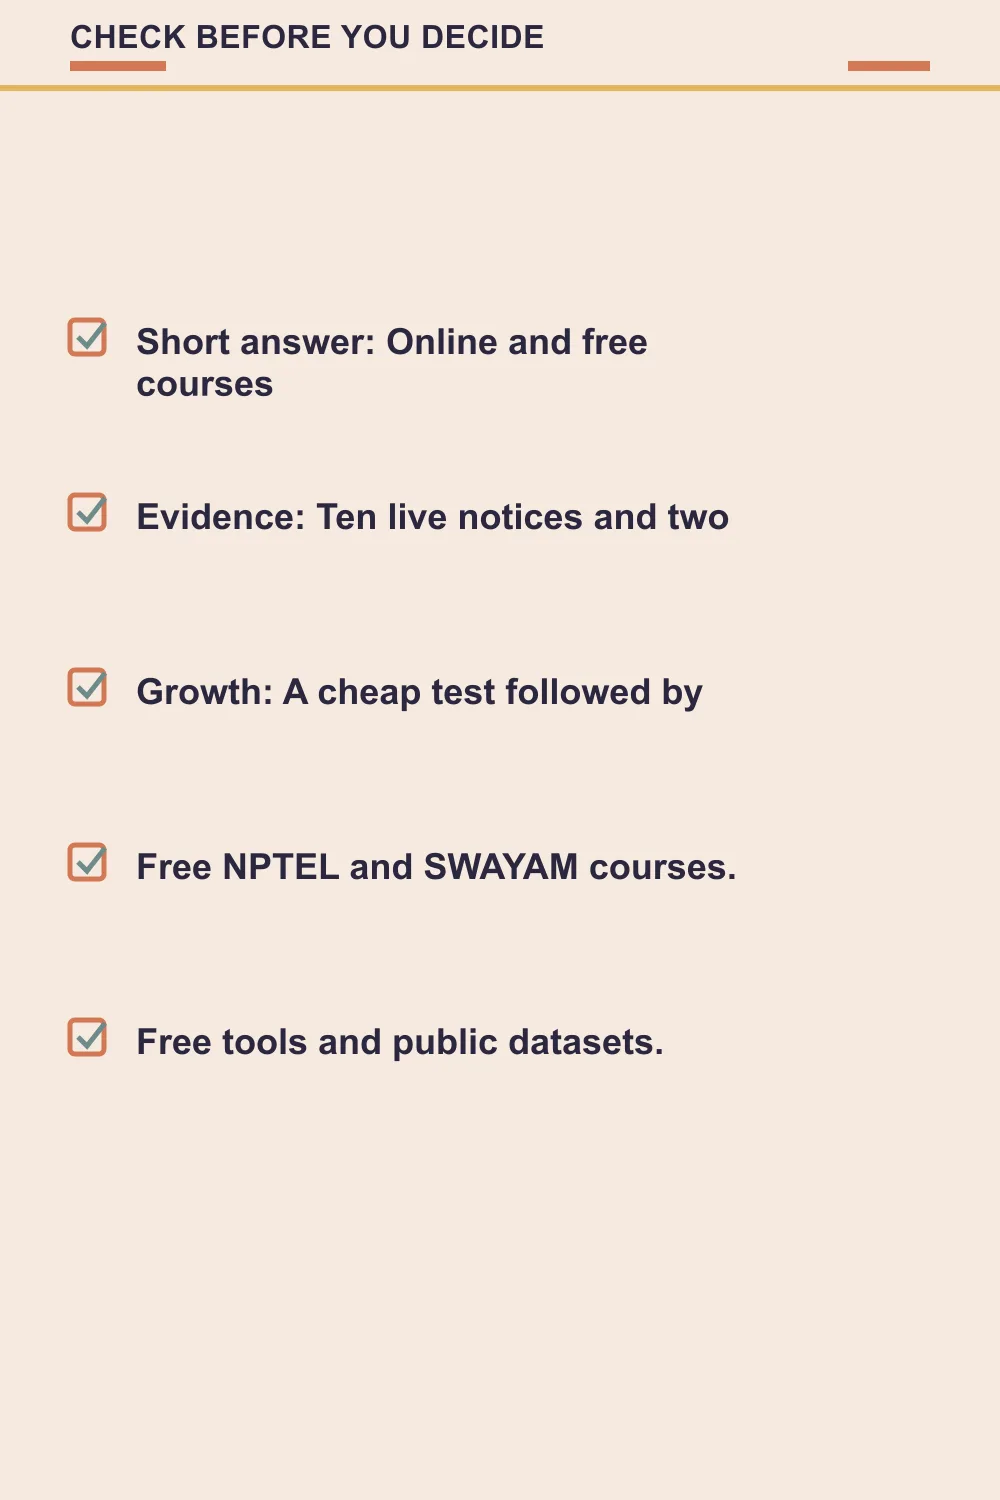 CHECK BEFORE YOU DECIDE
Short answer: Online and free
courses
Evidence: Ten live notices and two
Growth: A cheap test followed by
Free NPTEL and SWAYAM courses.
Free tools and public datasets.